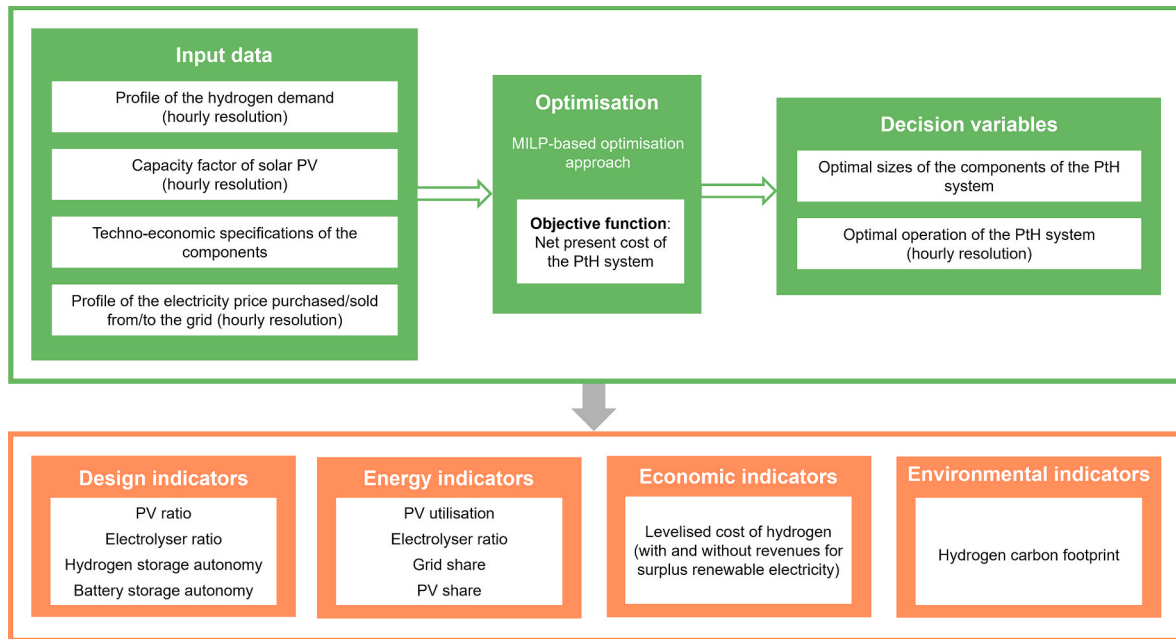 Input data
Profile of the hydrogen demand
(hourly resolution)
Capacity factor of solar PV
(hourly resolution)
Techno-economic specifications of the
components
Profile of the electricity price purchased/sold
from/to the grid (hourly resolution)
Optimisation
MILP-based optimisation
approach
Objective function:
Net present cost of
the PtH system
Decision variables
Optimal sizes of the components of the PtH
system
Optimal operation of the PtH system
(hourly resolution)
Design indicators
PV ratio
Electrolyser ratio
Hydrogen storage autonomy
Battery storage autonomy
Energy indicators
PV utilisation
Electrolyser ratio
Grid share
PV share
Economic indicators
Levelised cost of hydrogen
(with and without revenues for
surplus renewable electricity)
Environmental indicators
Hydrogen carbon footprint